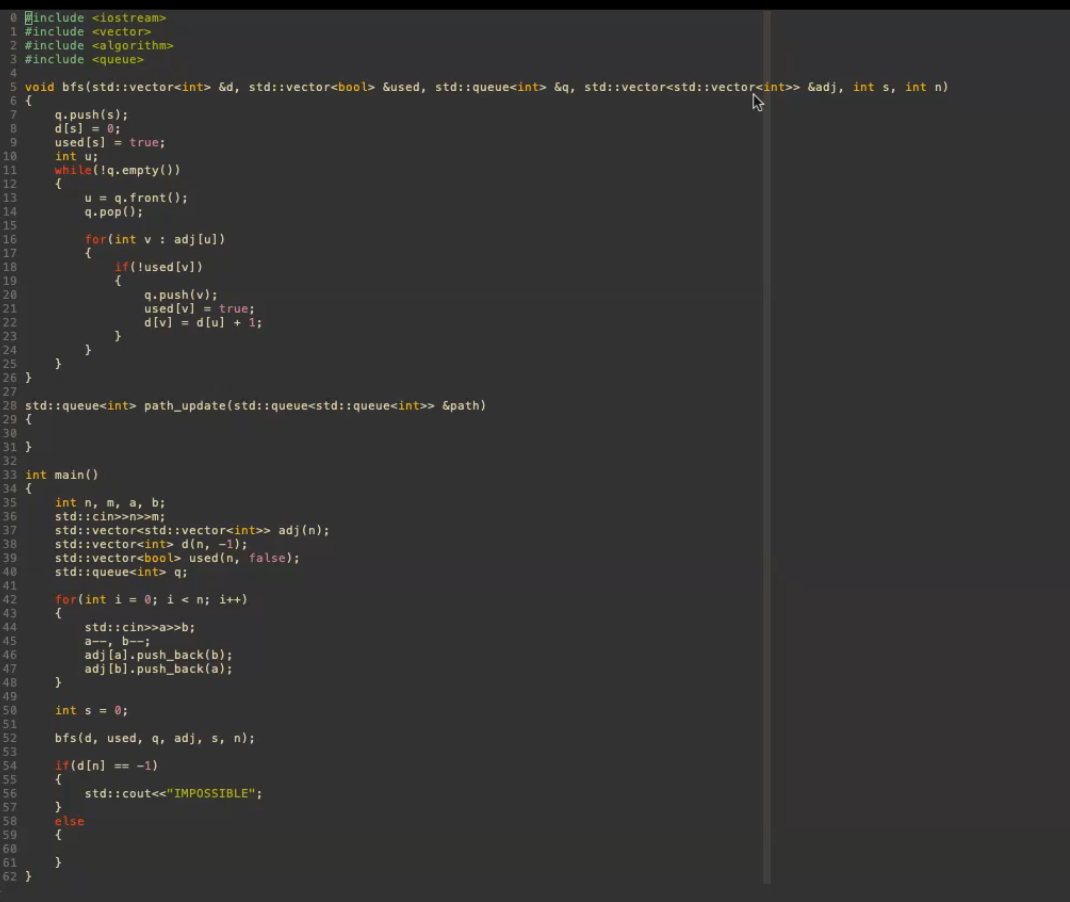 0 #include <iostream>
1 #include <vector>
2 #include <algorithm>
3 #include <queue>
4
5 void bfs(std::vector<int> &d, std::vector<bool> &used, std::queue<int> &q, std::vector<std::vector<int>> &adj, int s, int n)
6 {
7     q.push(s);
8     d[s] = 0;
9     used[s] = true;
10     int u;
11     while(!q.empty())
12     {
13         u = q.front();
14         q.pop();
15
16         for(int v : adj[u])
17         {
18             if(!used[v])
19             {
20                 q.push(v);
21                 used[v] = true;
22                 d[v] = d[u] + 1;
23             }
24         }
25     }
26 }
27
28 std::queue<int> path_update(std::queue<std::queue<int>> &path)
29 {
30
31 }
32
33 int main()
34 {
35     int n, m, a, b;
36     std::cin>>n>>m;
37     std::vector<std::vector<int>> adj(n);
38     std::vector<int> d(n, -1);
39     std::vector<bool> used(n, false);
40     std::queue<int> q;
41
42     for(int i = 0; i < n; i++)
43     {
44         std::cin>>a>>b;
45         a--, b--;
46         adj[a].push_back(b);
47         adj[b].push_back(a);
48     }
49
50     int s = 0;
51
52     bfs(d, used, q, adj, s, n);
53
54     if(d[n] == -1)
55     {
56         std::cout<<"IMPOSSIBLE";
57     }
58     else
59     {
60
61     }
62 }